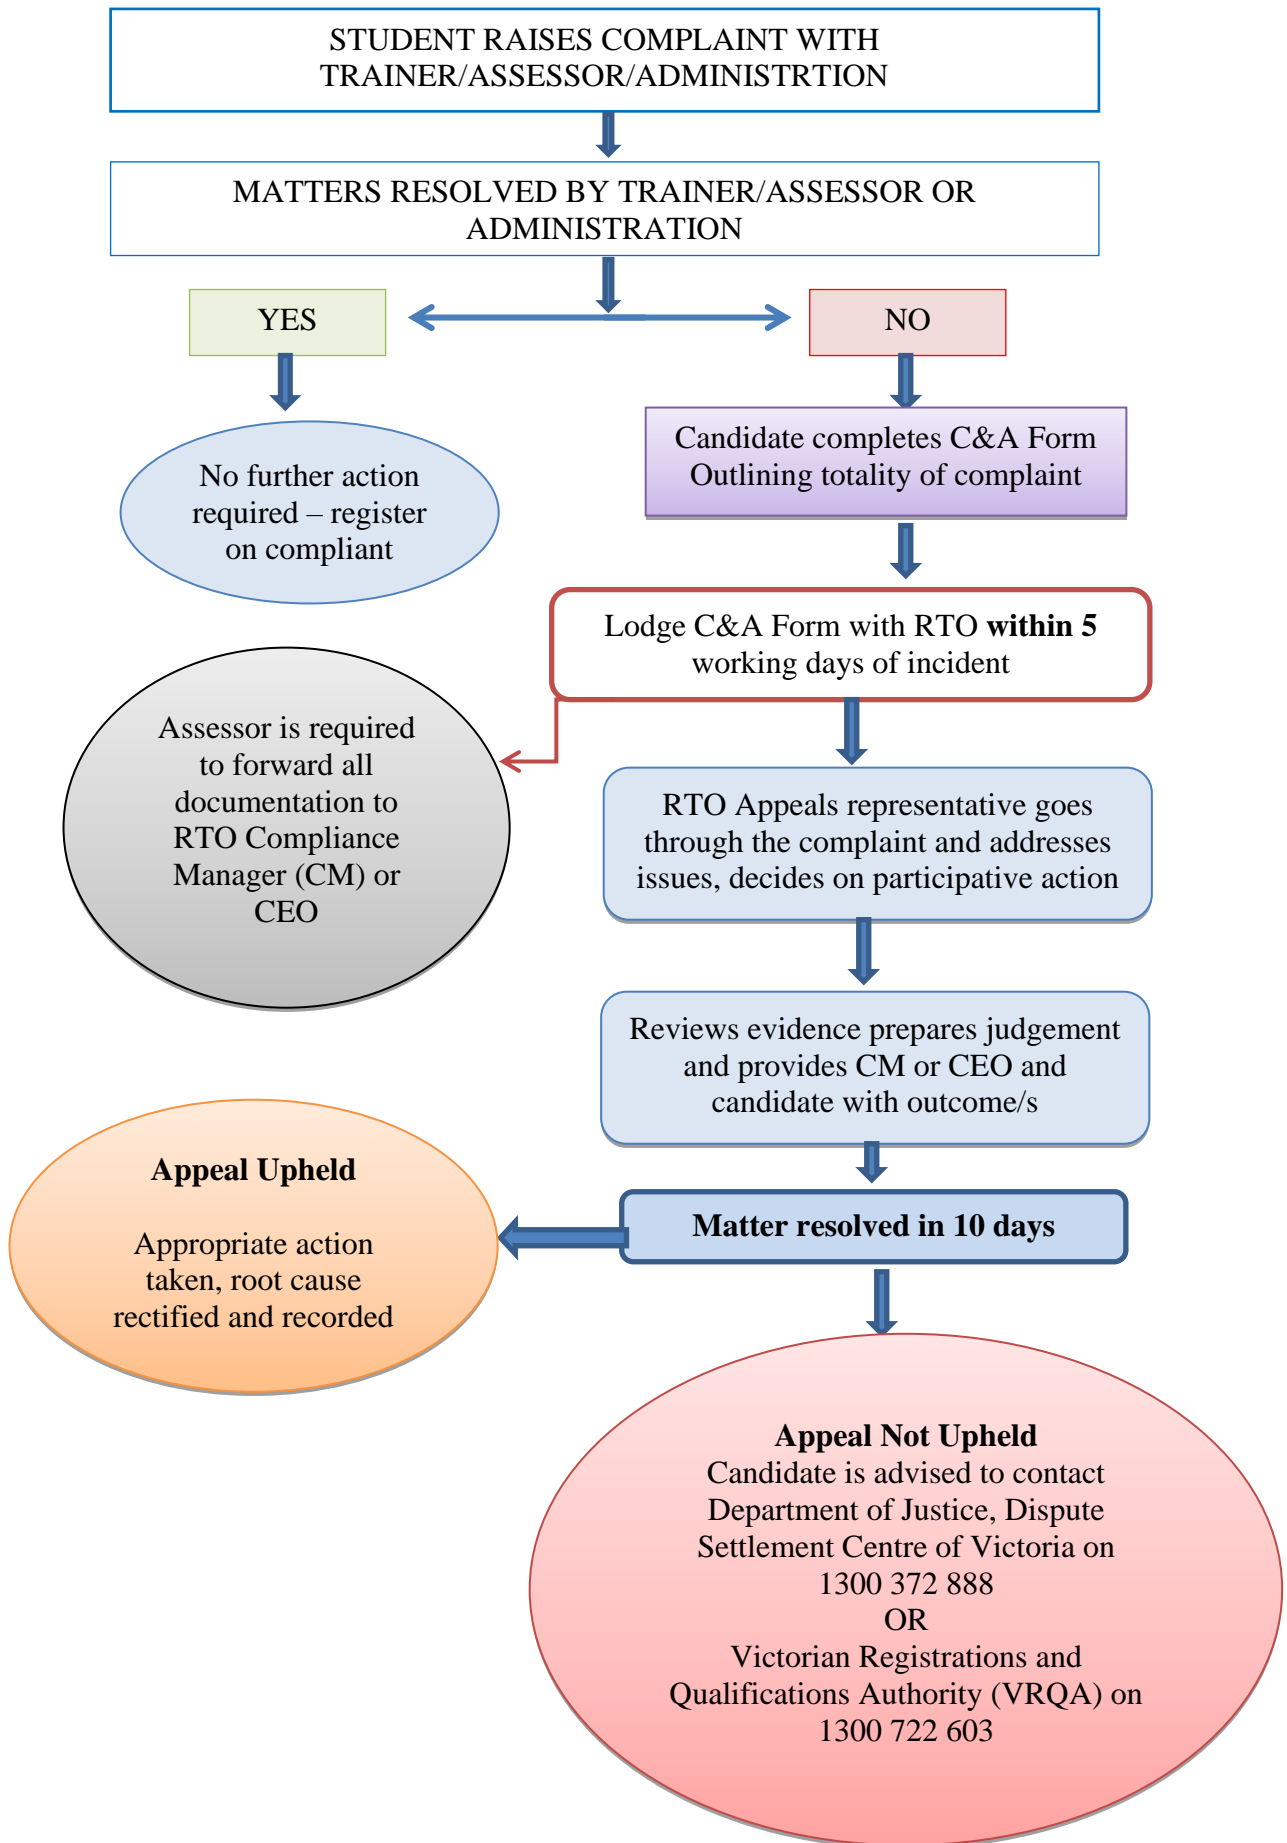 STUDENT RAISES COMPLAINT WITH
TRAINER/ASSESSOR/ADMINISTRTION
MATTERS RESOLVED BY TRAINER/ASSESSOR OR
ADMINISTRATION
YES
NO
No further action
required – register
on compliant
Candidate completes C&A Form
Outlining totality of complaint
Lodge C&A Form with RTO within 5
working days of incident
Assessor is required
to forward all
documentation to
RTO Compliance
Manager (CM) or
CEO
RTO Appeals representative goes
through the complaint and addresses
issues, decides on participative action
Reviews evidence prepares judgement
and provides CM or CEO and
candidate with outcome/s
Matter resolved in 10 days
Appeal Upheld
Appropriate action
taken, root cause
rectified and recorded
Appeal Not Upheld
Candidate is advised to contact
Department of Justice, Dispute
Settlement Centre of Victoria on
1300 372 888
OR
Victorian Registrations and
Qualifications Authority (VRQA) on
1300 722 603